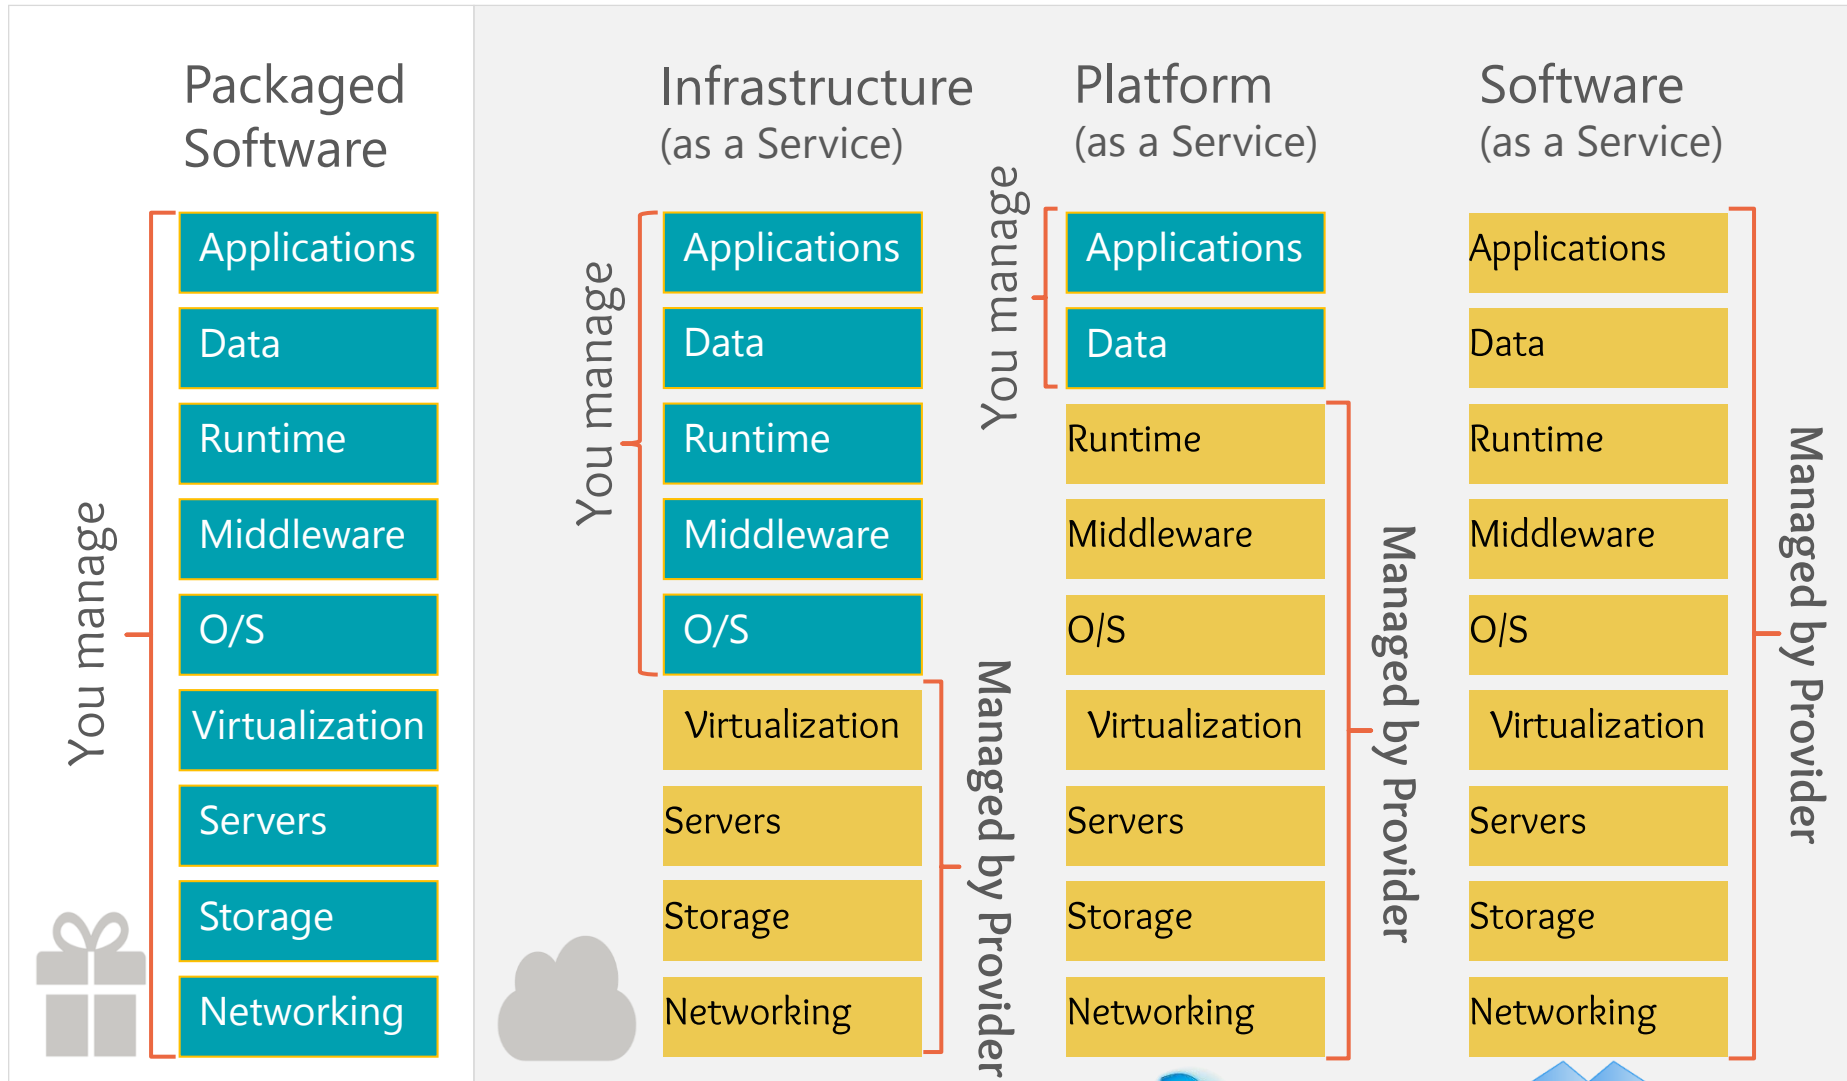 Packaged
Software
You manage
Applications
Data
Runtime
Middleware
O/S
Virtualization
Servers
Storage
Networking
Infrastructure
(as a Service)
You manage
Applications
Data
Runtime
Middleware
O/S
Virtualization
Servers
Storage
Networking
Managed by Provider
Platform
(as a Service)
You manage
Applications
Data
Runtime
Middleware
O/S
Virtualization
Servers
Storage
Networking
Managed by Provider
Software
(as a Service)
Applications
Data
Runtime
Middleware
O/S
Virtualization
Servers
Storage
Networking
Managed by Provider